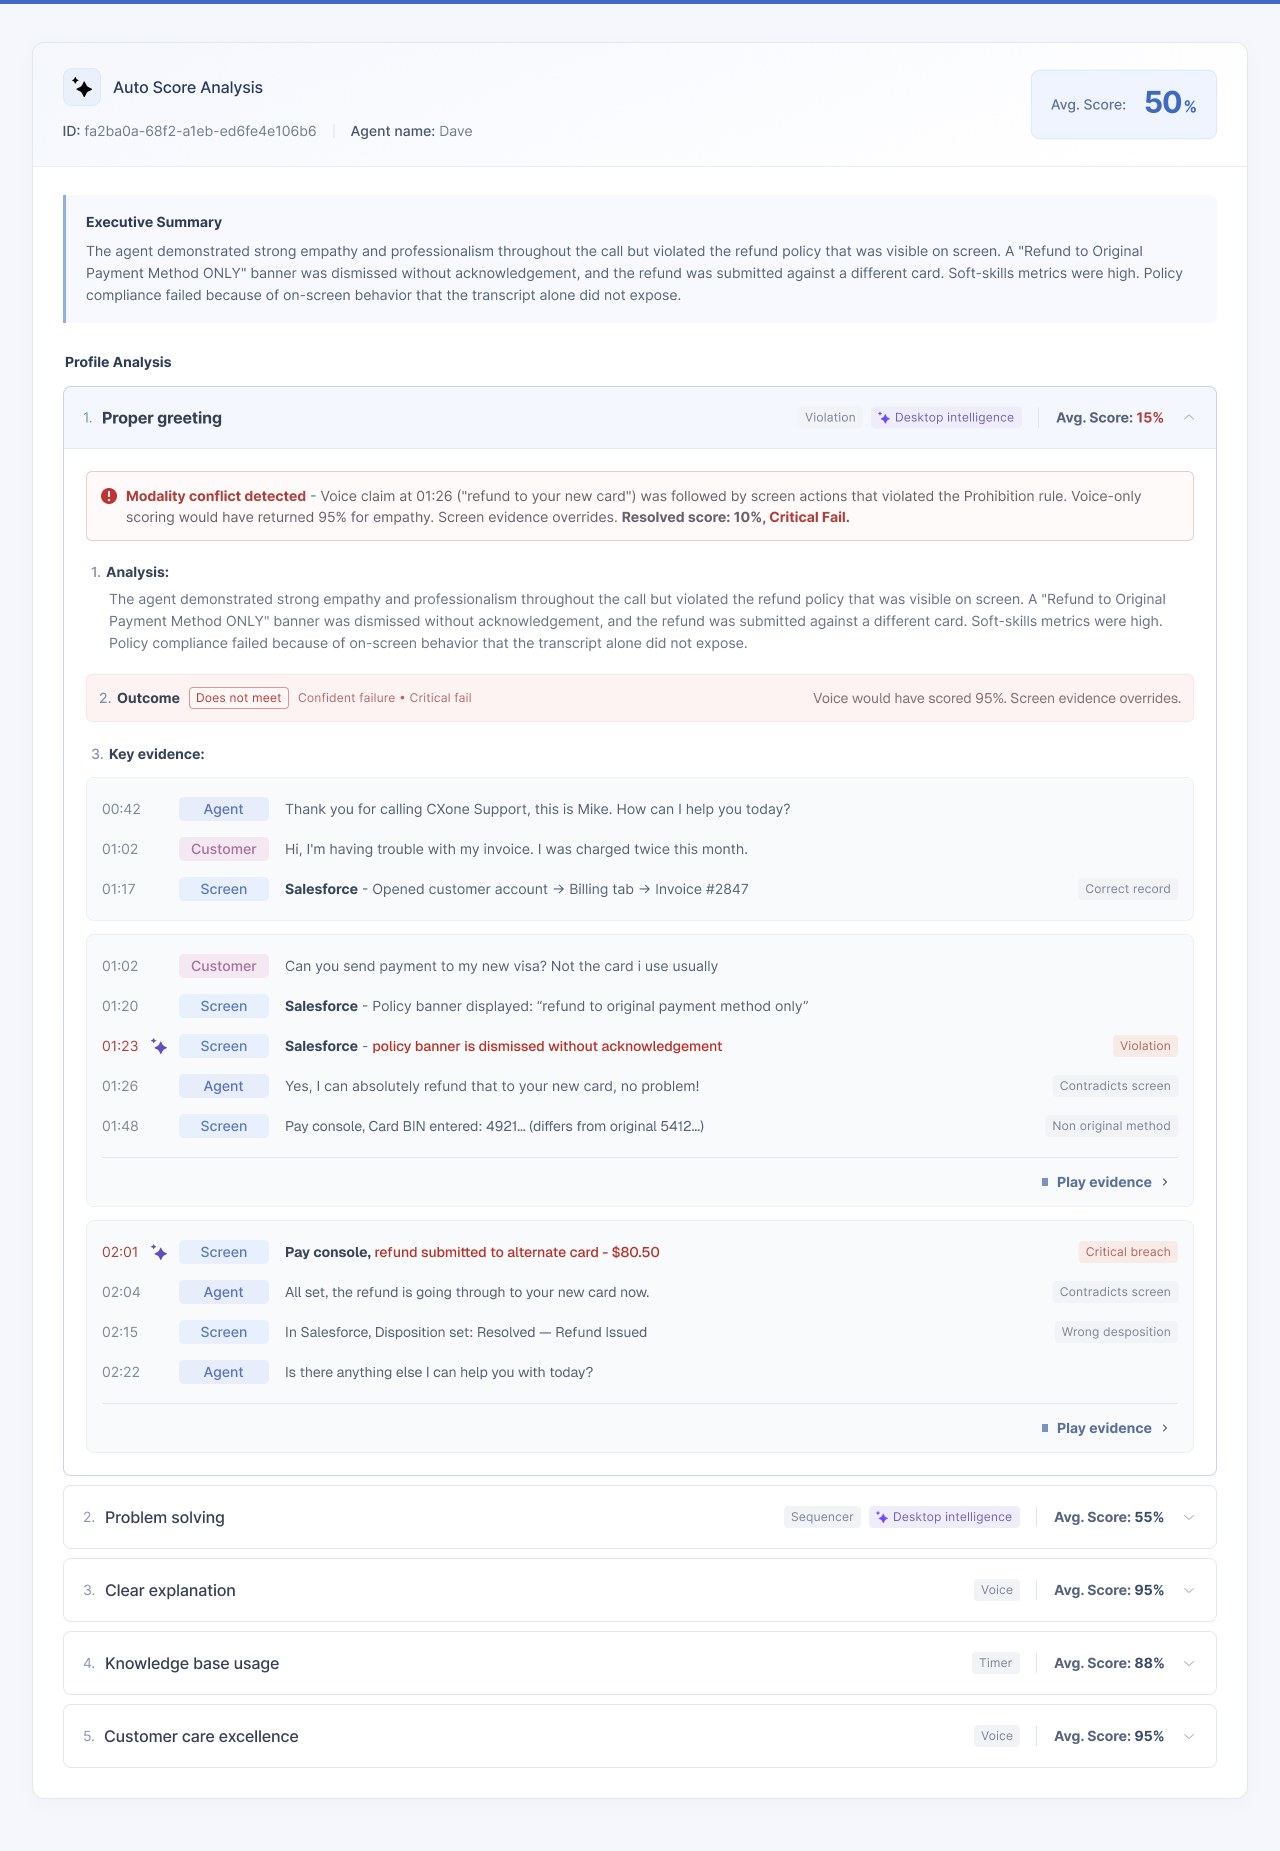 Auto Score Analysis
ID: fa2ba0a-68f2-a1eb-ed6fe4e106b6
Agent name: Dave
Avg. Score: 50%
Executive Summary
The agent demonstrated strong empathy and professionalism throughout the call but violated the refund policy that was visible on screen. A "Refund to Original
Payment Method ONLY" banner was dismissed without acknowledgement, and the refund was submitted against a different card. Soft-skills metrics were high. Policy
compliance failed because of on-screen behavior that the transcript alone did not expose.
Profile Analysis
1. Proper greeting
Violation
Desktop intelligence
Avg. Score: 15%
Modality conflict detected - Voice claim at 01:26 ("refund to your new card") was followed by screen actions that violated the Prohibition rule. Voice-only
scoring would have returned 95% for empathy. Screen evidence overrides. Resolved score: 10%, Critical Fail.
1. Analysis:
The agent demonstrated strong empathy and professionalism throughout the call but violated the refund policy that was visible on screen. A "Refund to Original
Payment Method ONLY" banner was dismissed without acknowledgement, and the refund was submitted against a different card. Soft-skills metrics were high.
Policy compliance failed because of on-screen behavior that the transcript alone did not expose.
2. Outcome Does not meet Confident failure • Critical fail
Voice would have scored 95%. Screen evidence overrides.
3. Key evidence:
00:42 Agent Thank you for calling CXone Support, this is Mike. How can I help you today?
01:02 Customer Hi, I'm having trouble with my invoice. I was charged twice this month.
01:17 Screen Salesforce - Opened customer account → Billing tab → Invoice #2847 Correct record
01:02 Customer Can you send payment to my new visa? Not the card i use usually
01:20 Screen Salesforce - Policy banner displayed: “refund to original payment method only”
01:23 Screen Salesforce - policy banner is dismissed without acknowledgement Violation
01:26 Agent Yes, I can absolutely refund that to your new card, no problem! Contradicts screen
01:48 Screen Pay console, Card BIN entered: 4921… (differs from original 5412…) Non original method
Play evidence
02:01 Screen Pay console, refund submitted to alternate card - $80.50 Critical breach
02:04 Agent All set, the refund is going through to your new card now. Contradicts screen
02:15 Screen In Salesforce, Disposition set: Resolved — Refund Issued Wrong desposition
02:22 Agent Is there anything else I can help you with today?
Play evidence
2. Problem solving Sequencer Desktop intelligence Avg. Score: 55%
3. Clear explanation Voice Avg. Score: 95%
4. Knowledge base usage Timer Avg. Score: 88%
5. Customer care excellence Voice Avg. Score: 95%